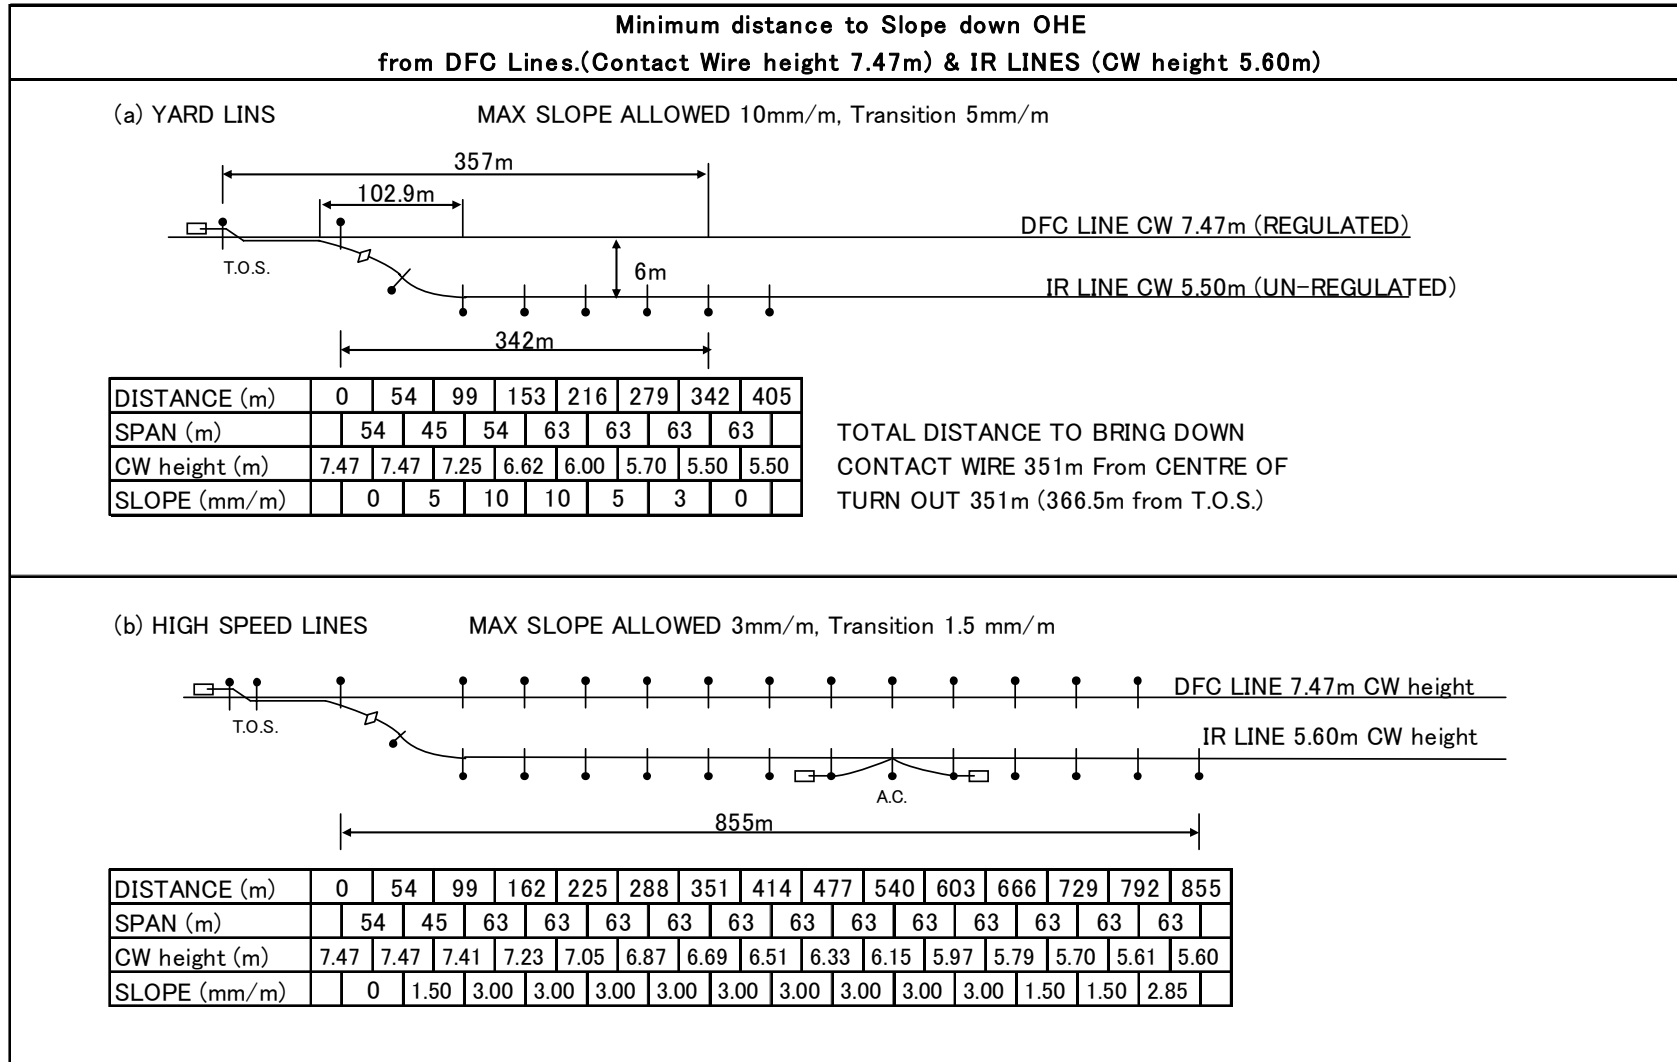 Minimum distance to Slope down OHE
from DFC Lines.(Contact Wire height 7.47m) & IR LINES (CW height 5.60m)
(a) YARD LINS MAX SLOPE ALLOWED 10mm/m, Transition 5mm/m
357m
102.9m
DFC LINE CW 7.47m (REGULATED)
T.O.S.
6m
IR LINE CW 5.50m (UN-REGULATED)
342m
DISTANCE (m) 0 54 99 153 216 279 342 405
SPAN (m) 54 45 54 63 63 63 63
CW height (m) 7.47 7.47 7.25 6.62 6.00 5.70 5.50 5.50
SLOPE (mm/m) 0 5 10 10 5 3 0
TOTAL DISTANCE TO BRING DOWN
CONTACT WIRE 351m From CENTRE OF
TURN OUT 351m (366.5m from T.O.S.)
(b) HIGH SPEED LINES MAX SLOPE ALLOWED 3mm/m, Transition 1.5 mm/m
DFC LINE 7.47m CW height
T.O.S.
IR LINE 5.60m CW height
A.C.
855m
DISTANCE (m) 0 54 99 162 225 288 351 414 477 540 603 666 729 792 855
SPAN (m) 54 45 63 63 63 63 63 63 63 63 63 63 63 63
CW height (m) 7.47 7.47 7.41 7.23 7.05 6.87 6.69 6.51 6.33 6.15 5.97 5.79 5.70 5.61 5.60
SLOPE (mm/m) 0 1.50 3.00 3.00 3.00 3.00 3.00 3.00 3.00 3.00 3.00 1.50 1.50 2.85